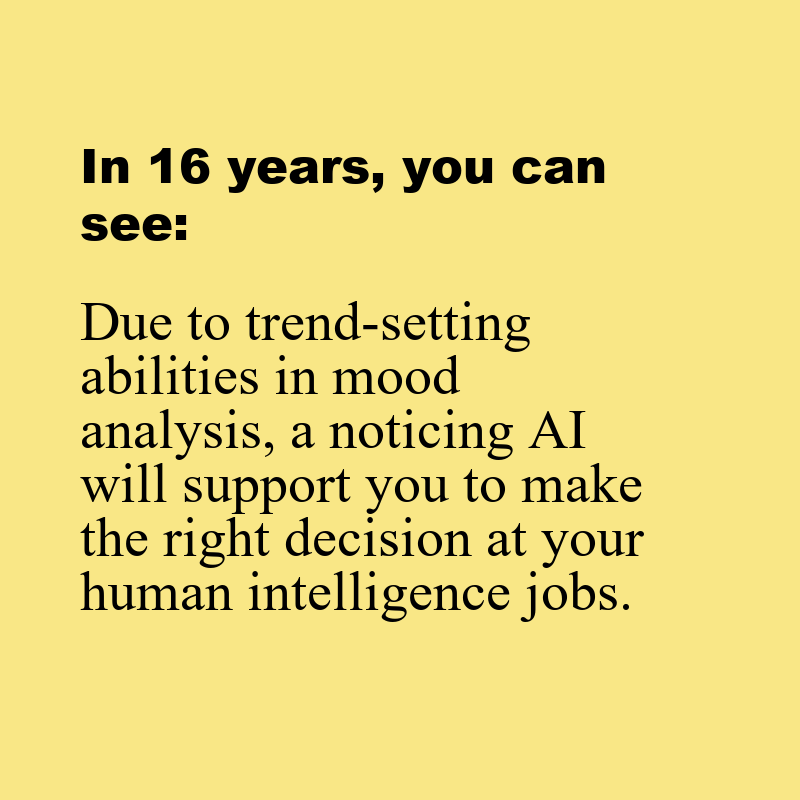 In 16 years, you can
see:
Due to trend-setting
abilities in mood
analysis, a noticing AI
will support you to make
the right decision at your
human intelligence jobs.